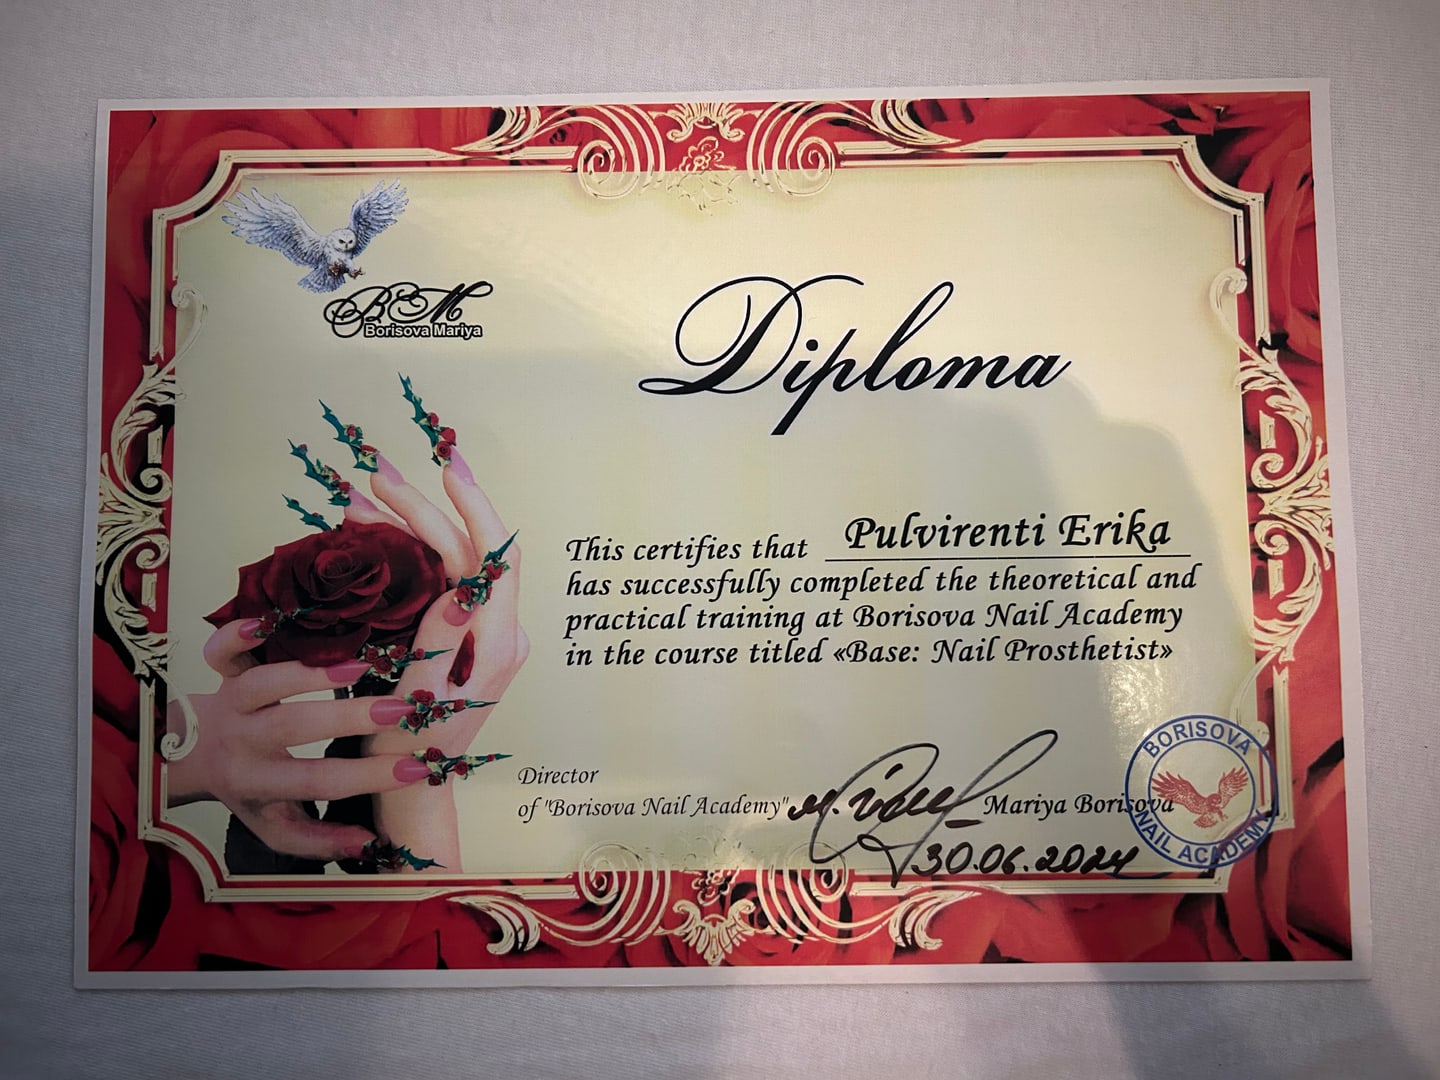 BM
Borisova Mariya
Diploma
This certifies that Pulvirenti Erika
has successfully completed the theoretical and
practical training at Borisova Nail Academy
in the course titled «Base: Nail Prosthetist»
Director
of "Borisova Nail Academy" Mariya Borisova
30.06.2024
BORISOVA
NAIL ACADEMY